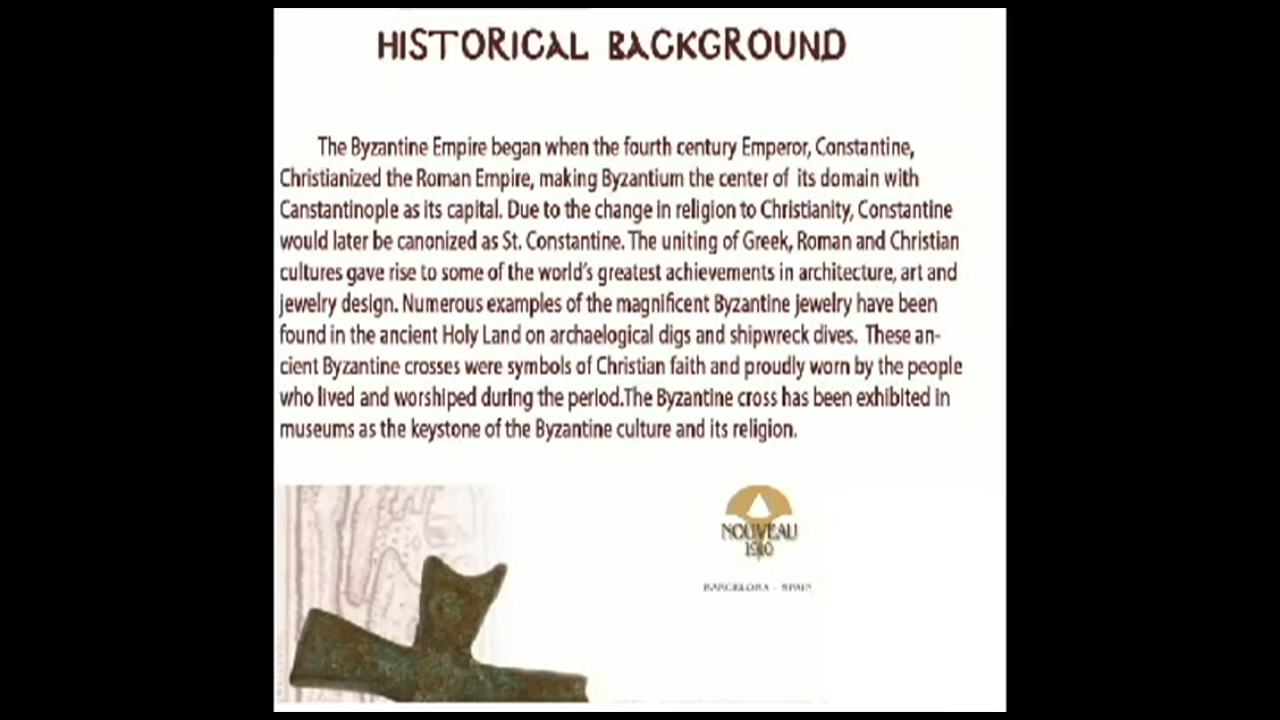 HISTORICAL BACKGROUND
The Byzantine Empire began when the fourth century Emperor, Constantine,
Christianized the Roman Empire, making Byzantium the center of its domain with
Canstantinople as its capital. Due to the change in religion to Christianity, Constantine
would later be canonized as St. Constantine. The uniting of Greek, Roman and Christian
cultures gave rise to some of the world's greatest achievements in architecture, art and
jewelry design. Numerous examples of the magnificent Byzantine jewelry have been
found in the ancient Holy Land on archaelogical digs and shipwreck dives. These an-
cient Byzantine crosses were symbols of Christian faith and proudly worn by the people
who lived and worshiped during the period.The Byzantine cross has been exhibited in
museums as the keystone of the Byzantine culture and its religion.
NOUVEAU
1910
BARCELONA - SPAIN